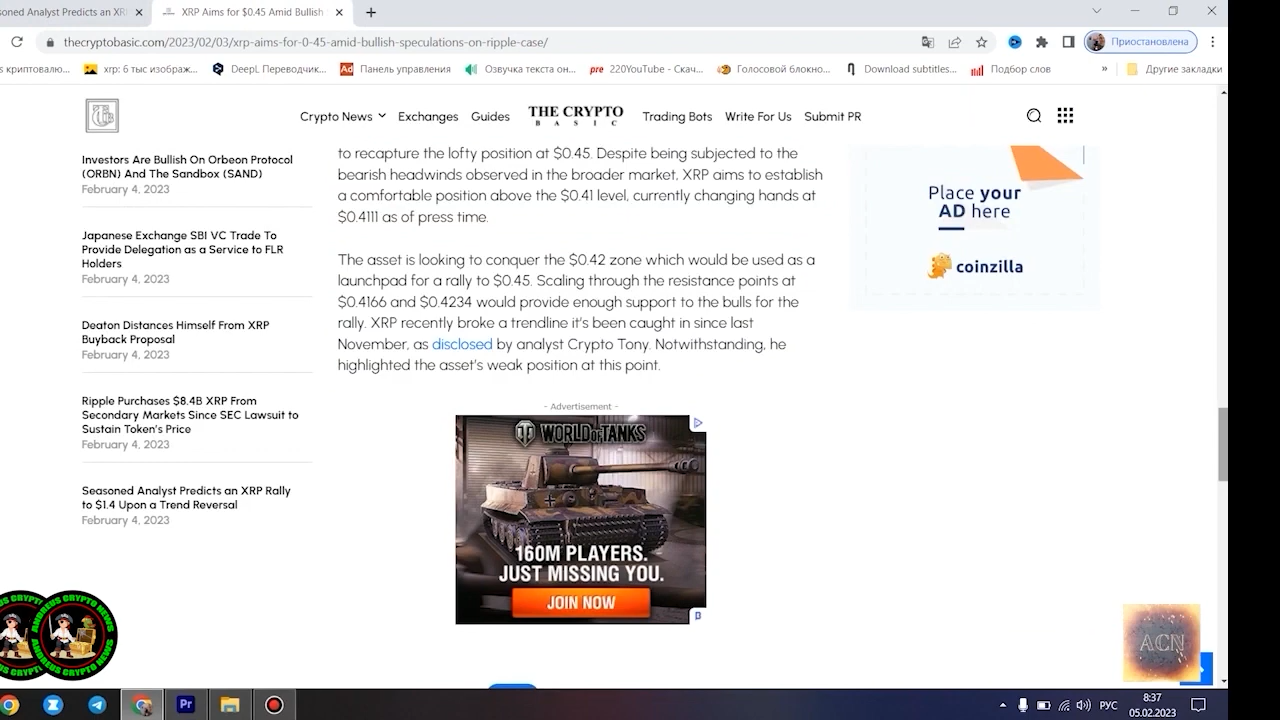 soned Analyst Predicts an XR
XRP Aims for $0.45 Amid Bullish
thecryptobasic.com/2023/02/03/xrp-aims-for-0-45-amid-bullish-speculations-on-ripple-case/
Приостановлена
s криптовалю...
xrp: 6 тыс изображ...
DeepL Переводчик...
Панель управления
Озвучка текста он...
pre 220YouTube - Скач...
Голосовой блокно...
Download subtitles...
Подбор слов
»
Другие закладки
Crypto News
Exchanges
Guides
THE CRYPTO
BASIC
Trading Bots
Write For Us
Submit PR
Investors Are Bullish On Orbeon Protocol
(ORBN) And The Sandbox (SAND)
February 4, 2023
Japanese Exchange SBI VC Trade To
Provide Delegation as a Service to FLR
Holders
February 4, 2023
Deaton Distances Himself From XRP
Buyback Proposal
February 4, 2023
Ripple Purchases $8.4B XRP From
Secondary Markets Since SEC Lawsuit to
Sustain Token's Price
February 4, 2023
Seasoned Analyst Predicts an XRP Rally
to $1.4 Upon a Trend Reversal
February 4, 2023
to recapture the lofty position at $0.45. Despite being subjected to the
bearish headwinds observed in the broader market, XRP aims to establish
a comfortable position above the $0.41 level, currently changing hands at
$0.4111 as of press time.
The asset is looking to conquer the $0.42 zone which would be used as a
launchpad for a rally to $0.45. Scaling through the resistance points at
$0.4166 and $0.4234 would provide enough support to the bulls for the
rally. XRP recently broke a trendline it's been caught in since last
November, as disclosed by analyst Crypto Tony. Notwithstanding, he
highlighted the asset's weak position at this point.
- Advertisement -
WORLD OF TANKS
160M PLAYERS.
JUST MISSING YOU.
JOIN NOW
Place your
AD here
coinzilla
ANDREUS CRYPTO NEWS
ANDREUS CRYPTO NEWS
ACN
Pr
РУС
8:37
05.02.2023